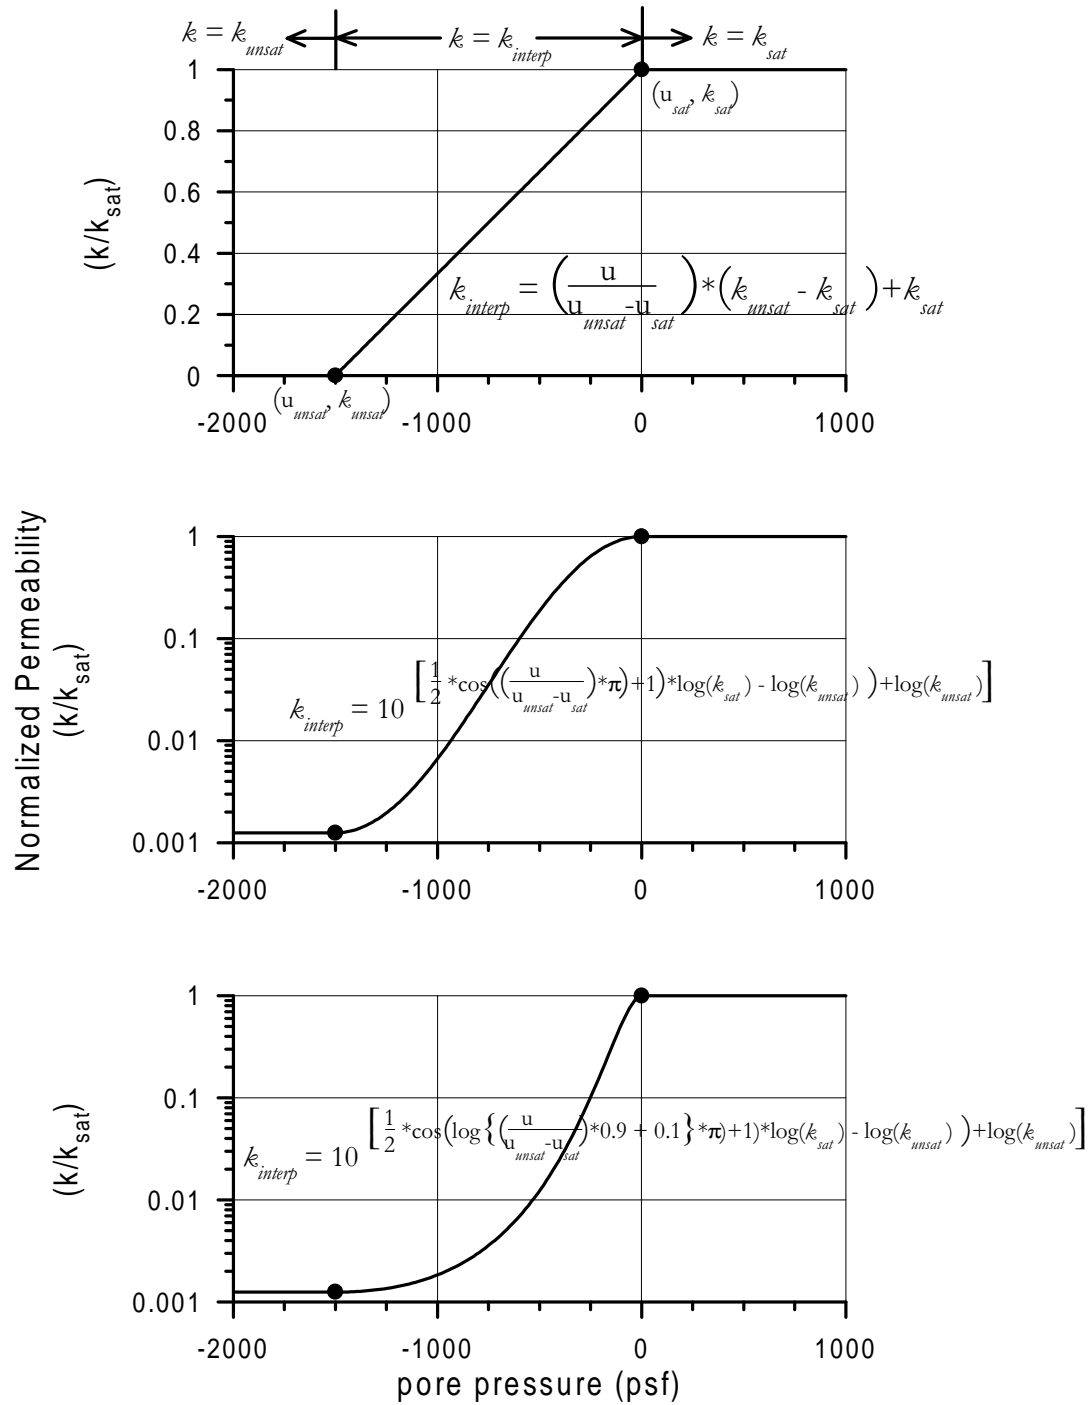 k = k_unsat k = k_interp k = k_sat
1
(u_sat, k_sat)
0.8
0.6
(k/k_sat)
0.4
k_interp = (u / u_unsat-u_sat)*(k_unsat - k_sat)+k_sat
0.2
0
(u_unsat, k_unsat)
-2000 -1000 0 1000
Normalized Permeability
(k/k_sat)
1
0.1
k_interp = 10 [1/2 *cos((u / u_unsat-u_sat)*π)+1)*log(k_sat) - log(k_unsat) )+log(k_unsat)]
0.01
0.001
-2000 -1000 0 1000
1
0.1
(k/k_sat)
k_interp = 10 [1/2 *cos(log{(u / u_unsat-u_sat)*0.9 + 0.1}*π)+1)*log(k_sat) - log(k_unsat) )+log(k_unsat)]
0.01
0.001
-2000 -1000 0 1000
pore pressure (psf)